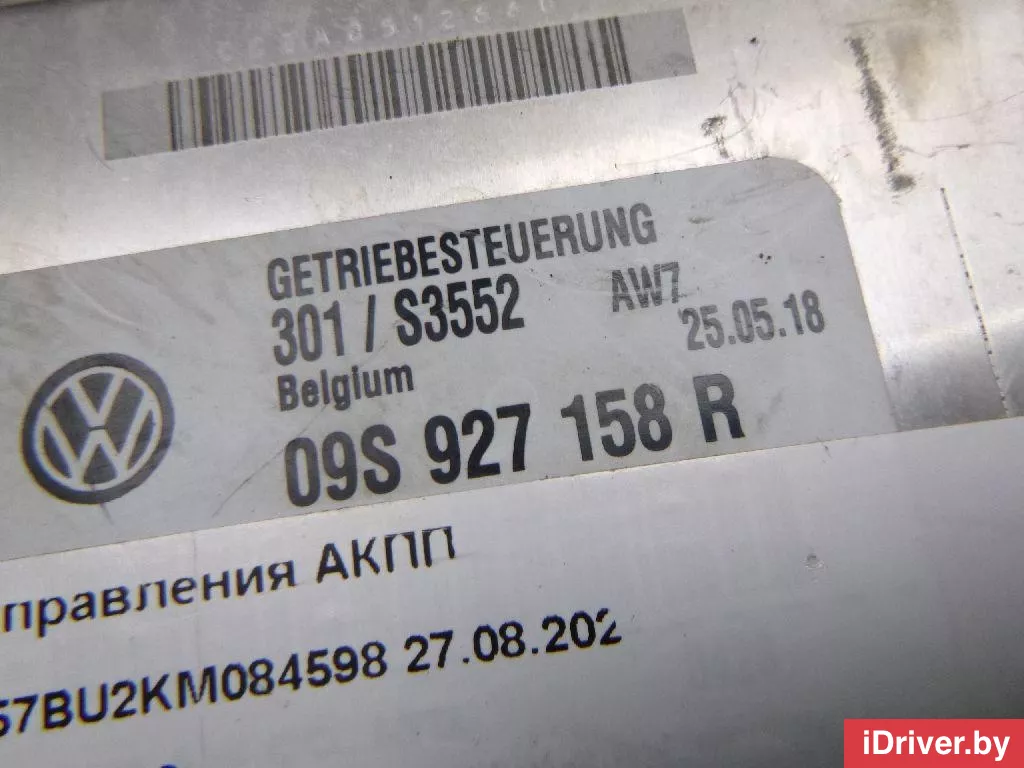 GETRIEBESTEUERUNG
301 / S3552 AW7
25.05.18
Belgium
09S 927 158 R
правления АКПП
57BU2KM084598 27.08.202
iDriver.by